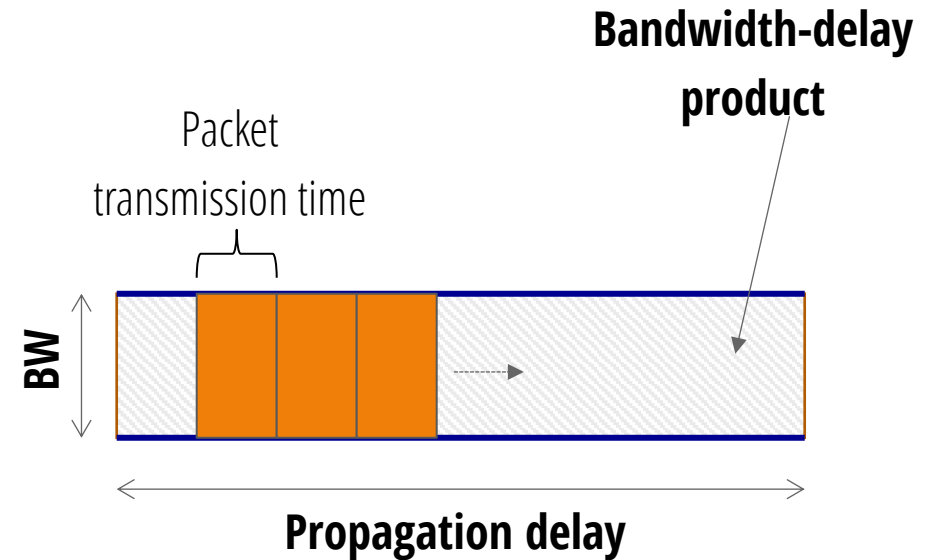 Bandwidth-delay
product
Packet
transmission time
BW
Propagation delay